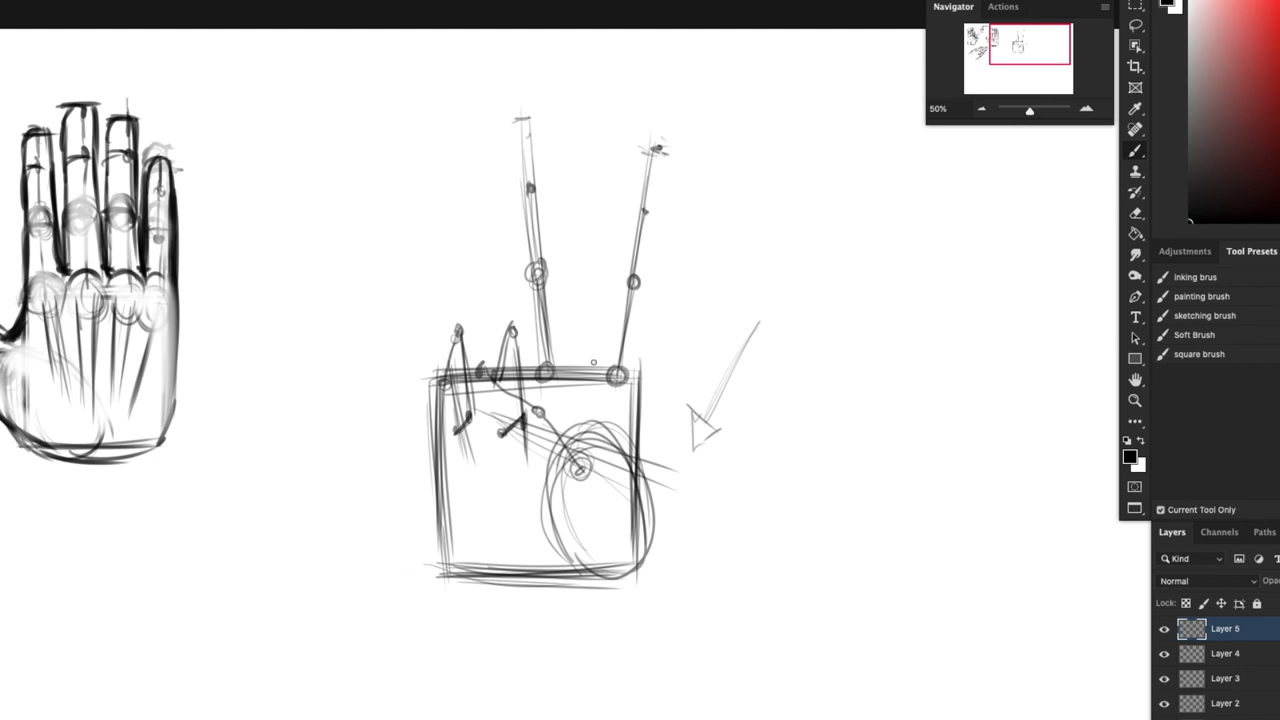 Navigator
Actions
50%
Adjustments
Tool Presets
Inking brus
painting brush
sketching brush
Soft Brush
square brush
Current Tool Only
Layers
Channels
Paths
Kind
Normal
Opac
Lock:
Layer 5
Layer 4
Layer 3
Layer 2